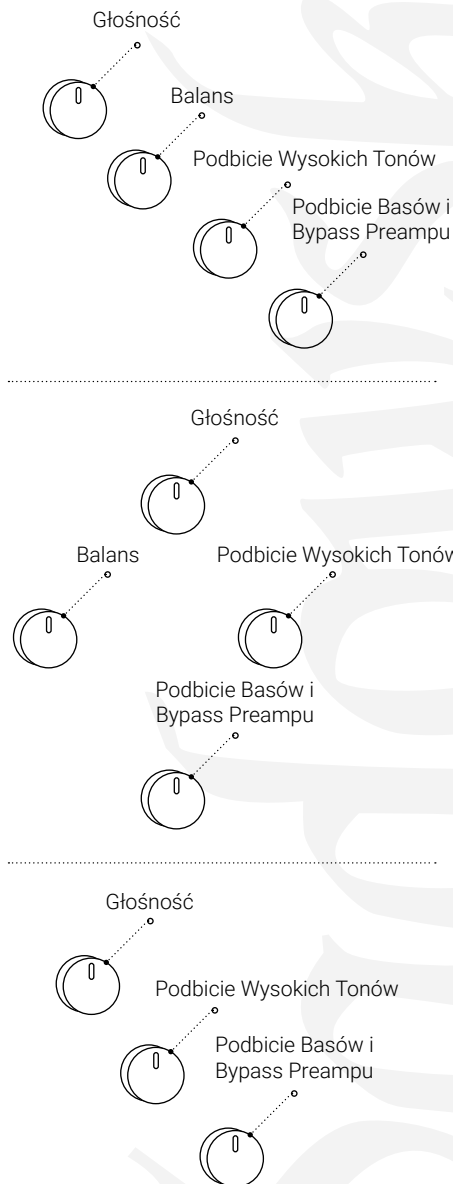 Głośność
Balans
Podbicie Wysokich Tonów
Podbicie Basów i
Bypass Preampu
Głośność
Balans
Podbicie Wysokich Tonów
Podbicie Basów i
Bypass Preampu
Głośność
Podbicie Wysokich Tonów
Podbicie Basów i
Bypass Preampu